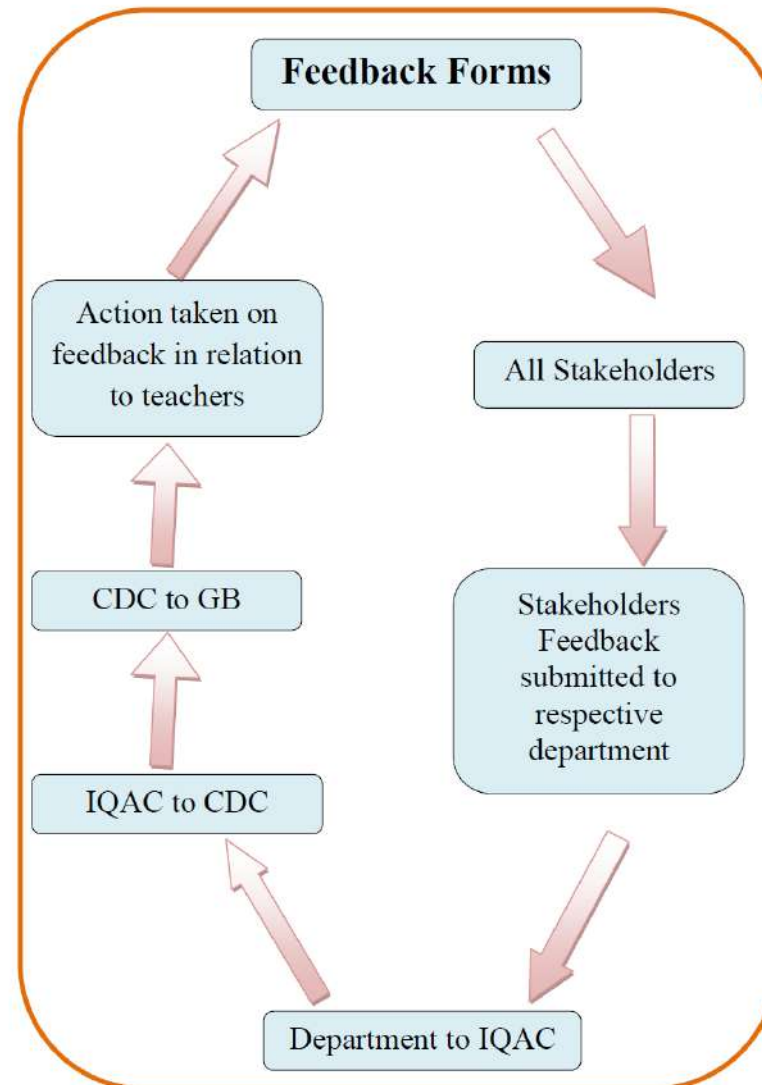 Feedback Forms
All Stakeholders
Stakeholders
Feedback
submitted to
respective
department
Department to IQAC
IQAC to CDC
CDC to GB
Action taken on
feedback in relation
to teachers